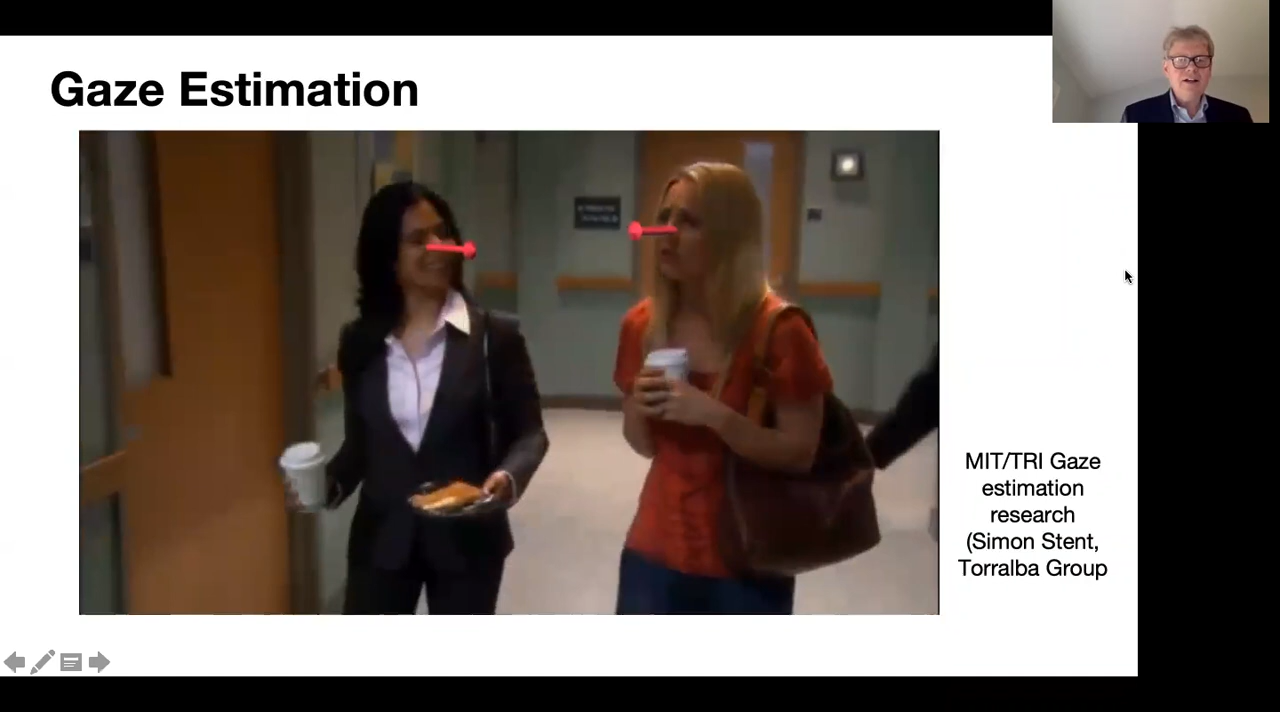 Gaze Estimation
MIT/TRI Gaze
estimation
research
(Simon Stent,
Torralba Group